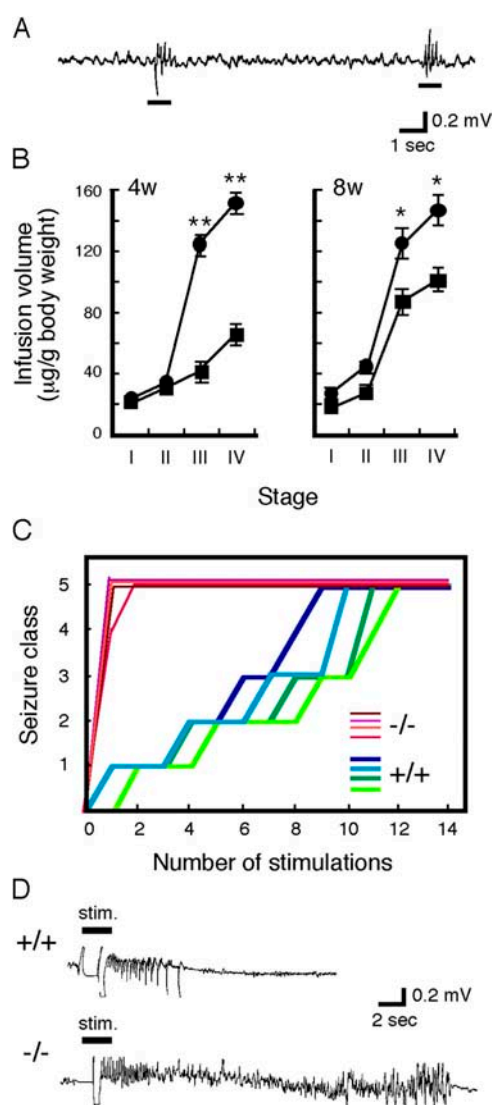 A
0.2 mV
1 sec
B
4w
8w
** **
* *
160
120
80
40
0
Infusion volume
(μg/g body weight)
I II III IV
I II III IV
Stage
C
5
4
3
2
1
Seizure class
-/-
+/+
0 2 4 6 8 10 12 14
Number of stimulations
D
stim.
+/+
0.2 mV
2 sec
stim.
-/-